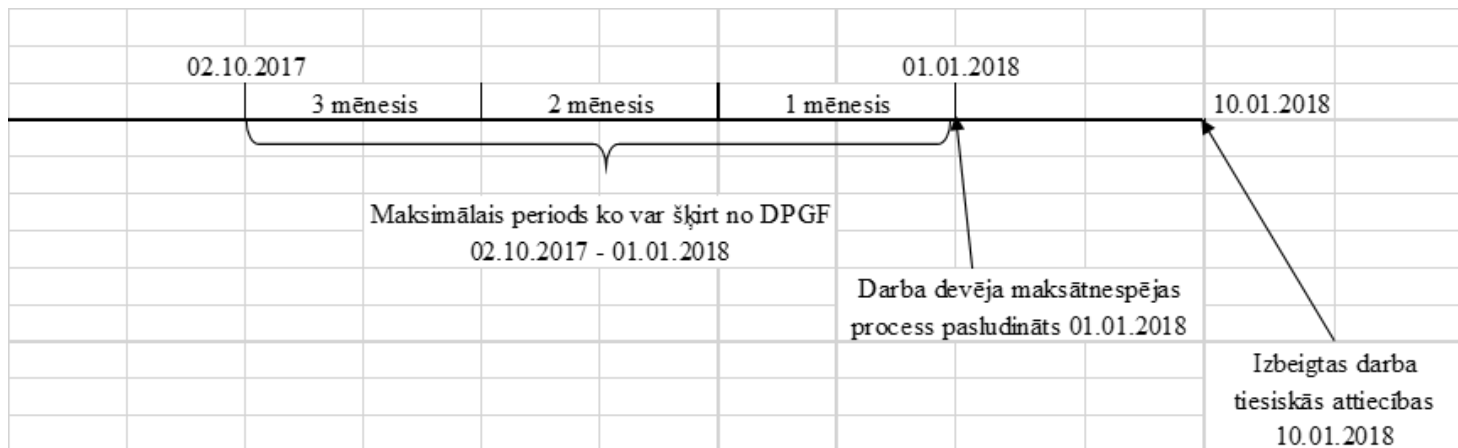 02.10.2017
01.01.2018
3 mēnesis
2 mēnesis
1 mēnesis
10.01.2018
Maksimālais periods ko var šķirt no DPGF
02.10.2017 - 01.01.2018
Darba devēja maksātnespējas
process pasludināts 01.01.2018
Izbeigtas darba
tiesiskās attiecības
10.01.2018